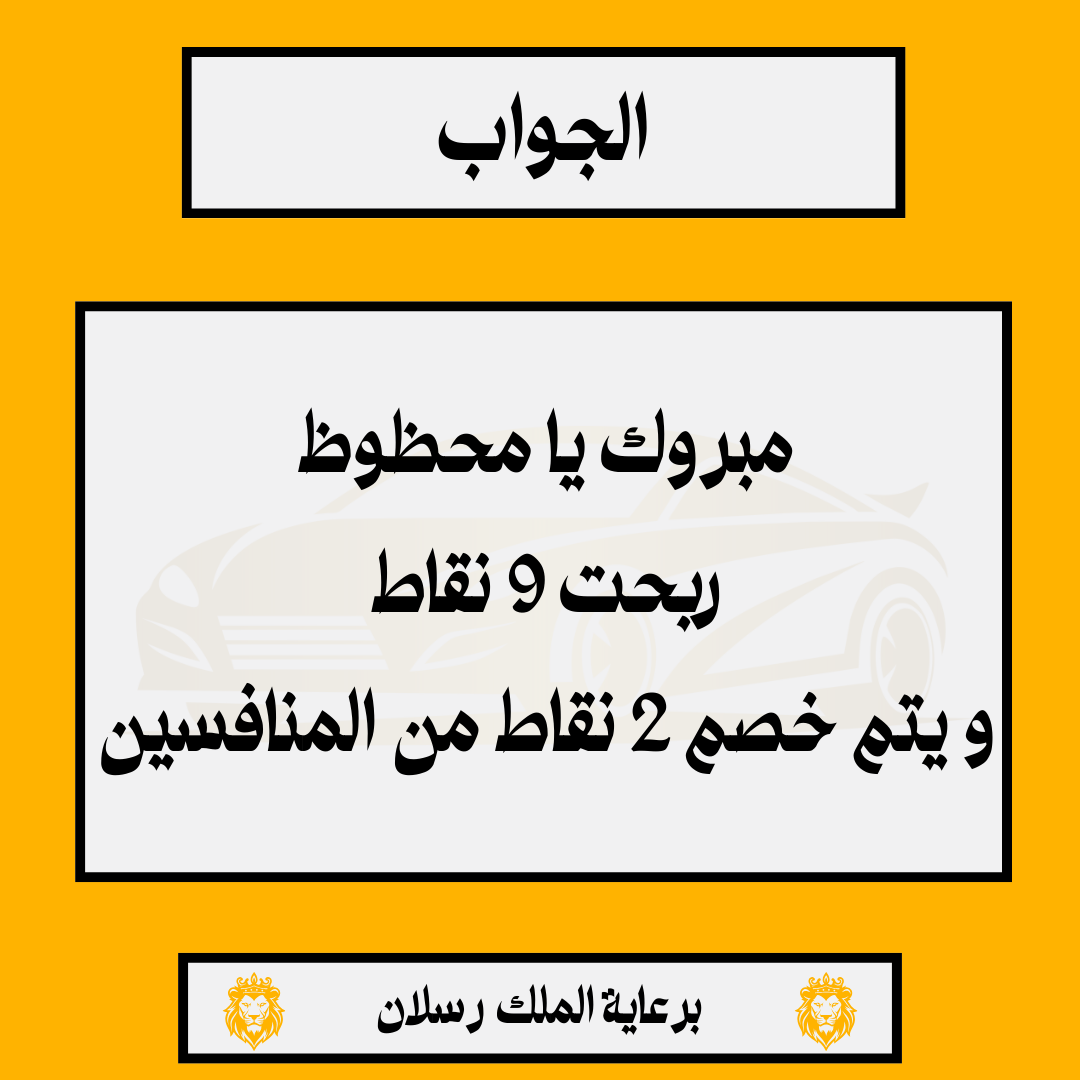 الجواب
مبروك يا محظوظ
ربحت 9 نقاط
و يتم خصم 2 نقاط من المنافسين
برعاية الملك رسلان